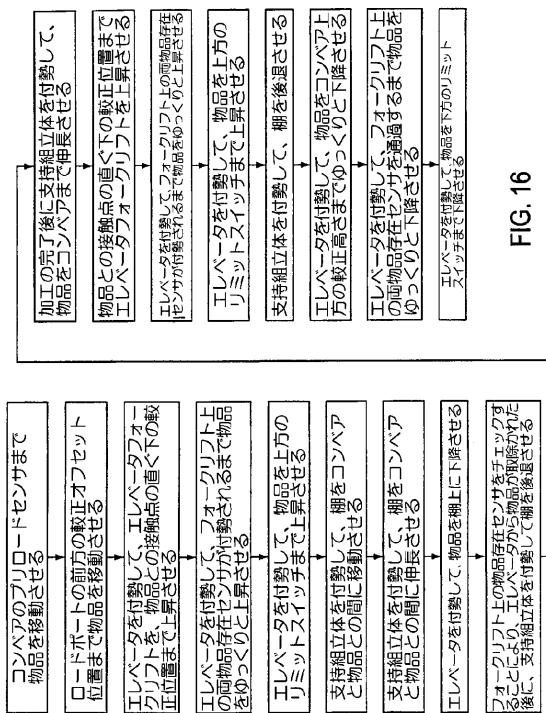 コンベアのプリロードセンサまで
物品を移動させる
ロードポートの前方の較正オフセット
位置まで物品を移動させる
エレベータを付勢して、エレベータフォー
クリフトを、物品との接触点の直ぐ下の較
正位置まで上昇させる
エレベータを付勢して、フォークリフト上
の両物品存在センサが付勢されるまで物品
をゆっくりと上昇させる
エレベータを付勢して、物品を上方の
リミットスイッチまで上昇させる
支持組立体を付勢して、棚をコンベア
と物品との間に移動させる
支持組立体を付勢して、棚をコンベア
と物品との間に伸長させる
エレベータを付勢して、物品を棚上に下降させる
フォークリフト上の物品存在センサをチェックす
ることにより、エレベータから物品が取除かれた
後に、支持組立体を付勢して棚を後退させる
加工の完了後に支持組立体を付勢して、
物品をコンベアまで伸長させる
物品との接触点の直ぐ下の較正位置まで
エレベータフォークリフトを上昇させる
エレベータを付勢して、フォークリフト上の両物品存在
センサが付勢されるまで物品をゆっくりと上昇させる
エレベータを付勢して、物品を上方の
リミットスイッチまで上昇させる
支持組立体を付勢して、棚を後退させる
エレベータを付勢して、物品をコンベア上
方の較正高さまでゆっくりと下降させる
エレベータを付勢して、フォークリフト上
の両物品存在センサを通過するまで物品を
ゆっくりと下降させる
エレベータを付勢して、物品を下方のリミット
スイッチまで下降させる
FIG. 16